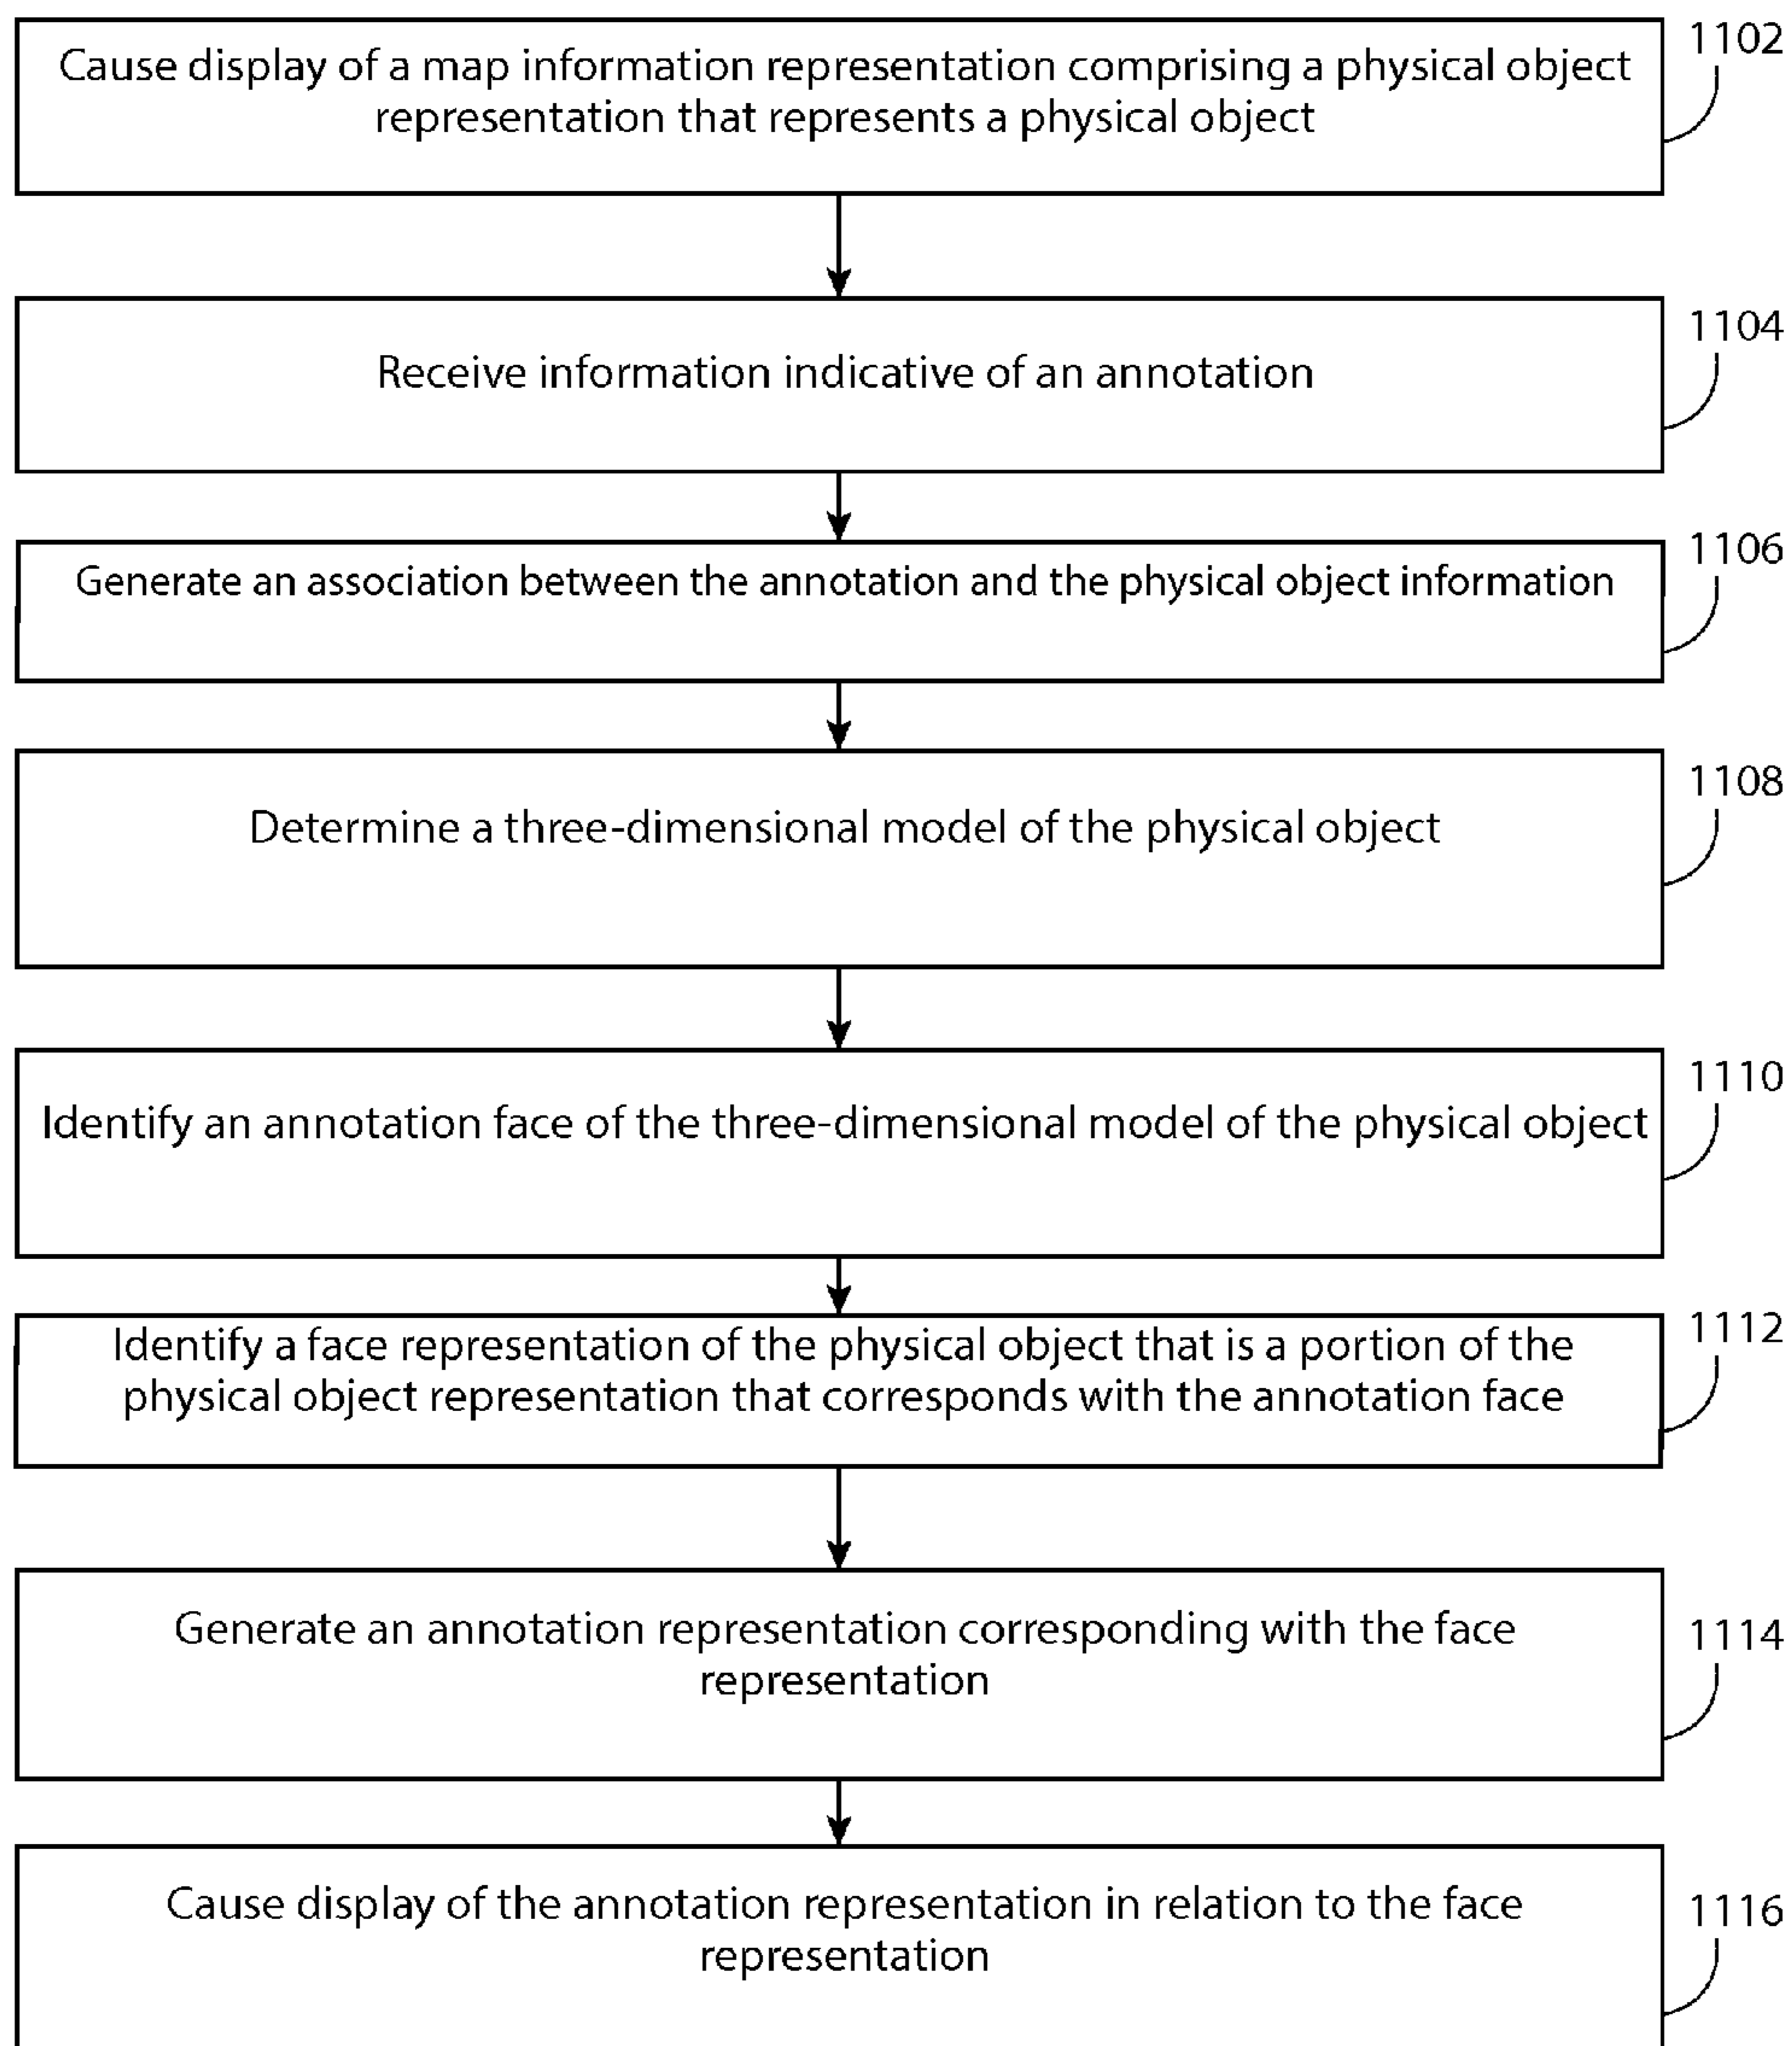 1102
Cause display of a map information representation comprising a physical object
representation that represents a physical object
1104
Receive information indicative of an annotation
1106
Generate an association between the annotation and the physical object information
1108
Determine a three-dimensional model of the physical object
1110
Identify an annotation face of the three-dimensional model of the physical object
1112
Identify a face representation of the physical object that is a portion of the
physical object representation that corresponds with the annotation face
1114
Generate an annotation representation corresponding with the face
representation
1116
Cause display of the annotation representation in relation to the face
representation